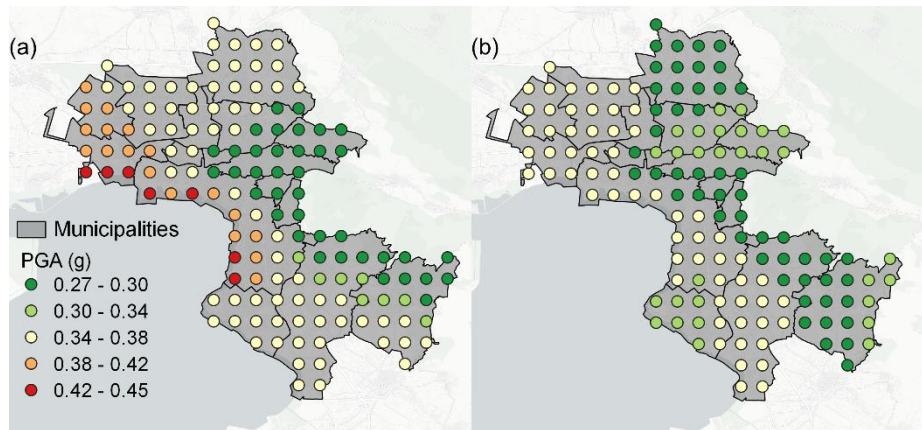 (a)
(b)
Municipalities
PGA (g)
0.27 - 0.30
0.30 - 0.34
0.34 - 0.38
0.38 - 0.42
0.42 - 0.45